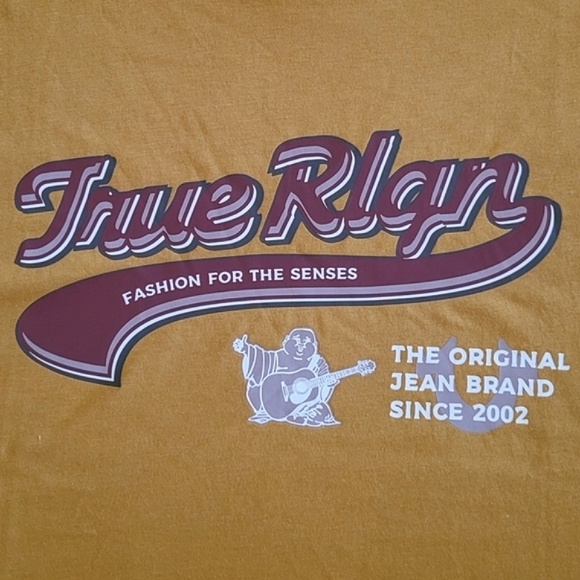 True Rlgn
FASHION FOR THE SENSES
THE ORIGINAL
JEAN BRAND
SINCE 2002